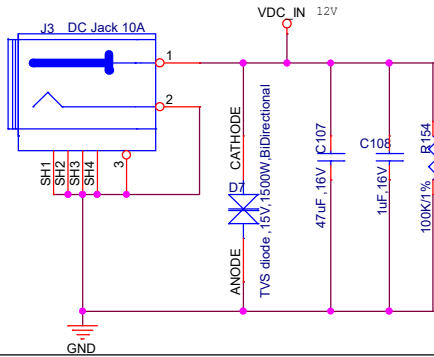 VDC_IN 12V
J3 DC Jack 10A
1
2
3
SH1
SH2
SH3
SH4
CATHODE
D7
ANODE
TVS diode ,15V,1500W,BiDirectional
C107
47uF,16V
C108
1uF,16V
R154
100K/1%
GND